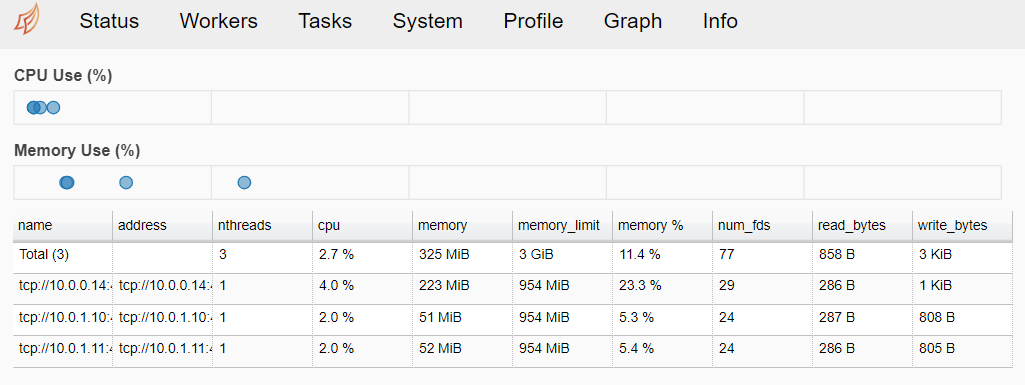 Status Workers Tasks System Profile Graph Info
CPU Use (%)
Memory Use (%)
name address nthreads cpu memory memory_limit memory % num_fds read_bytes write_bytes
Total (3) 3 2.7 % 325 MiB 3 GiB 11.4 % 77 858 B 3 KiB
tcp://10.0.0.14: tcp://10.0.0.14: 1 4.0 % 223 MiB 954 MiB 23.3 % 29 286 B 1 KiB
tcp://10.0.1.10: tcp://10.0.1.10: 1 2.0 % 51 MiB 954 MiB 5.3 % 24 287 B 808 B
tcp://10.0.1.11: tcp://10.0.1.11: 1 2.0 % 52 MiB 954 MiB 5.4 % 24 286 B 805 B